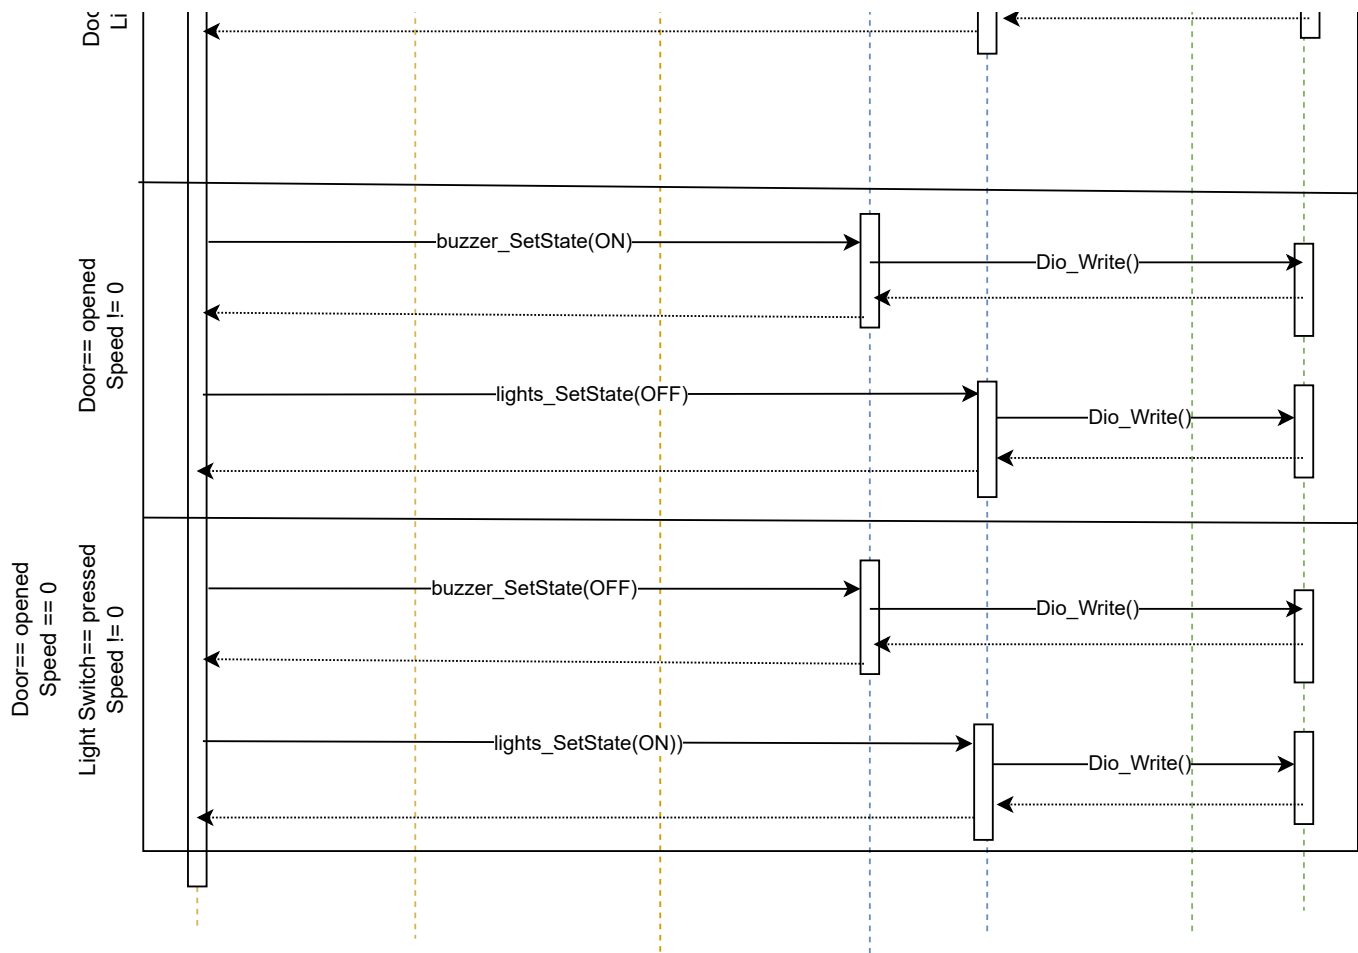 Li
buzzer_SetState(ON)
Dio_Write()
Door== opened
Speed != 0
lights_SetState(OFF)
Dio_Write()
buzzer_SetState(OFF)
Dio_Write()
Door== opened
Speed == 0
Light Switch== pressed
Speed != 0
lights_SetState(ON))
Dio_Write()